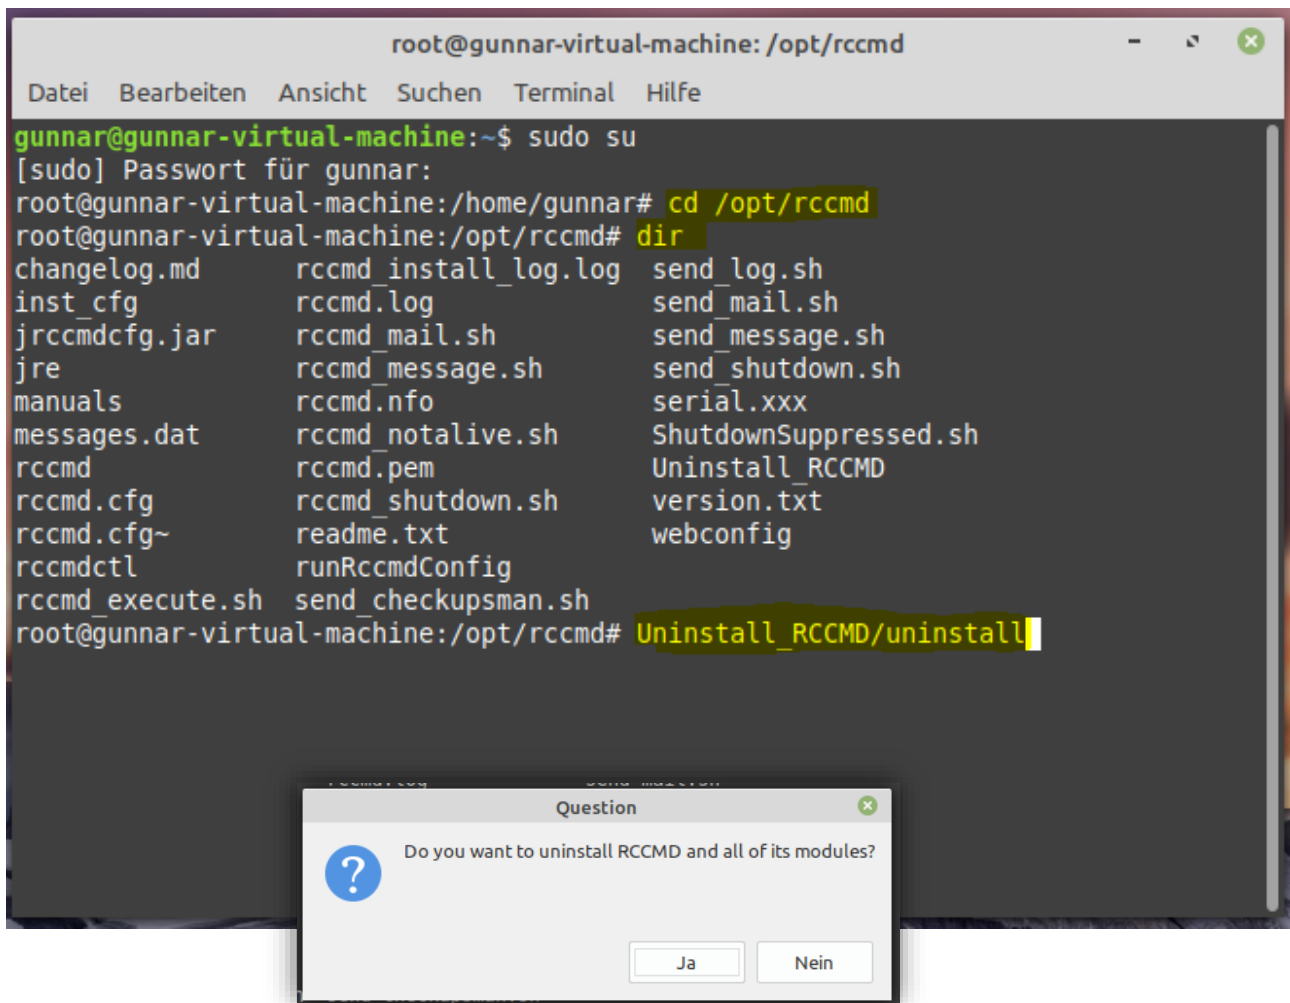 root@gunnar-virtual-machine: /opt/rccmd
Datei Bearbeiten Ansicht Suchen Terminal Hilfe
gunnar@gunnar-virtual-machine:~$ sudo su
[sudo] Passwort für gunnar:
root@gunnar-virtual-machine:/home/gunnar# cd /opt/rccmd
root@gunnar-virtual-machine:/opt/rccmd# dir
changelog.md rccmd_install_log.log send_log.sh
inst_cfg rccmd.log send_mail.sh
jrccmdcfg.jar rccmd_mail.sh send_message.sh
jre rccmd_message.sh send_shutdown.sh
manuals rccmd.nfo serial.xxx
messages.dat rccmd_notalive.sh ShutdownSuppressed.sh
rccmd rccmd.pem Uninstall_RCCMD
rccmd.cfg rccmd_shutdown.sh version.txt
rccmd.cfg~ readme.txt webconfig
rccmdctl runRccmdConfig
rccmd_execute.sh send_checkupsman.sh
root@gunnar-virtual-machine:/opt/rccmd# Uninstall_RCCMD/uninstall
Question
Do you want to uninstall RCCMD and all of its modules?
Ja Nein